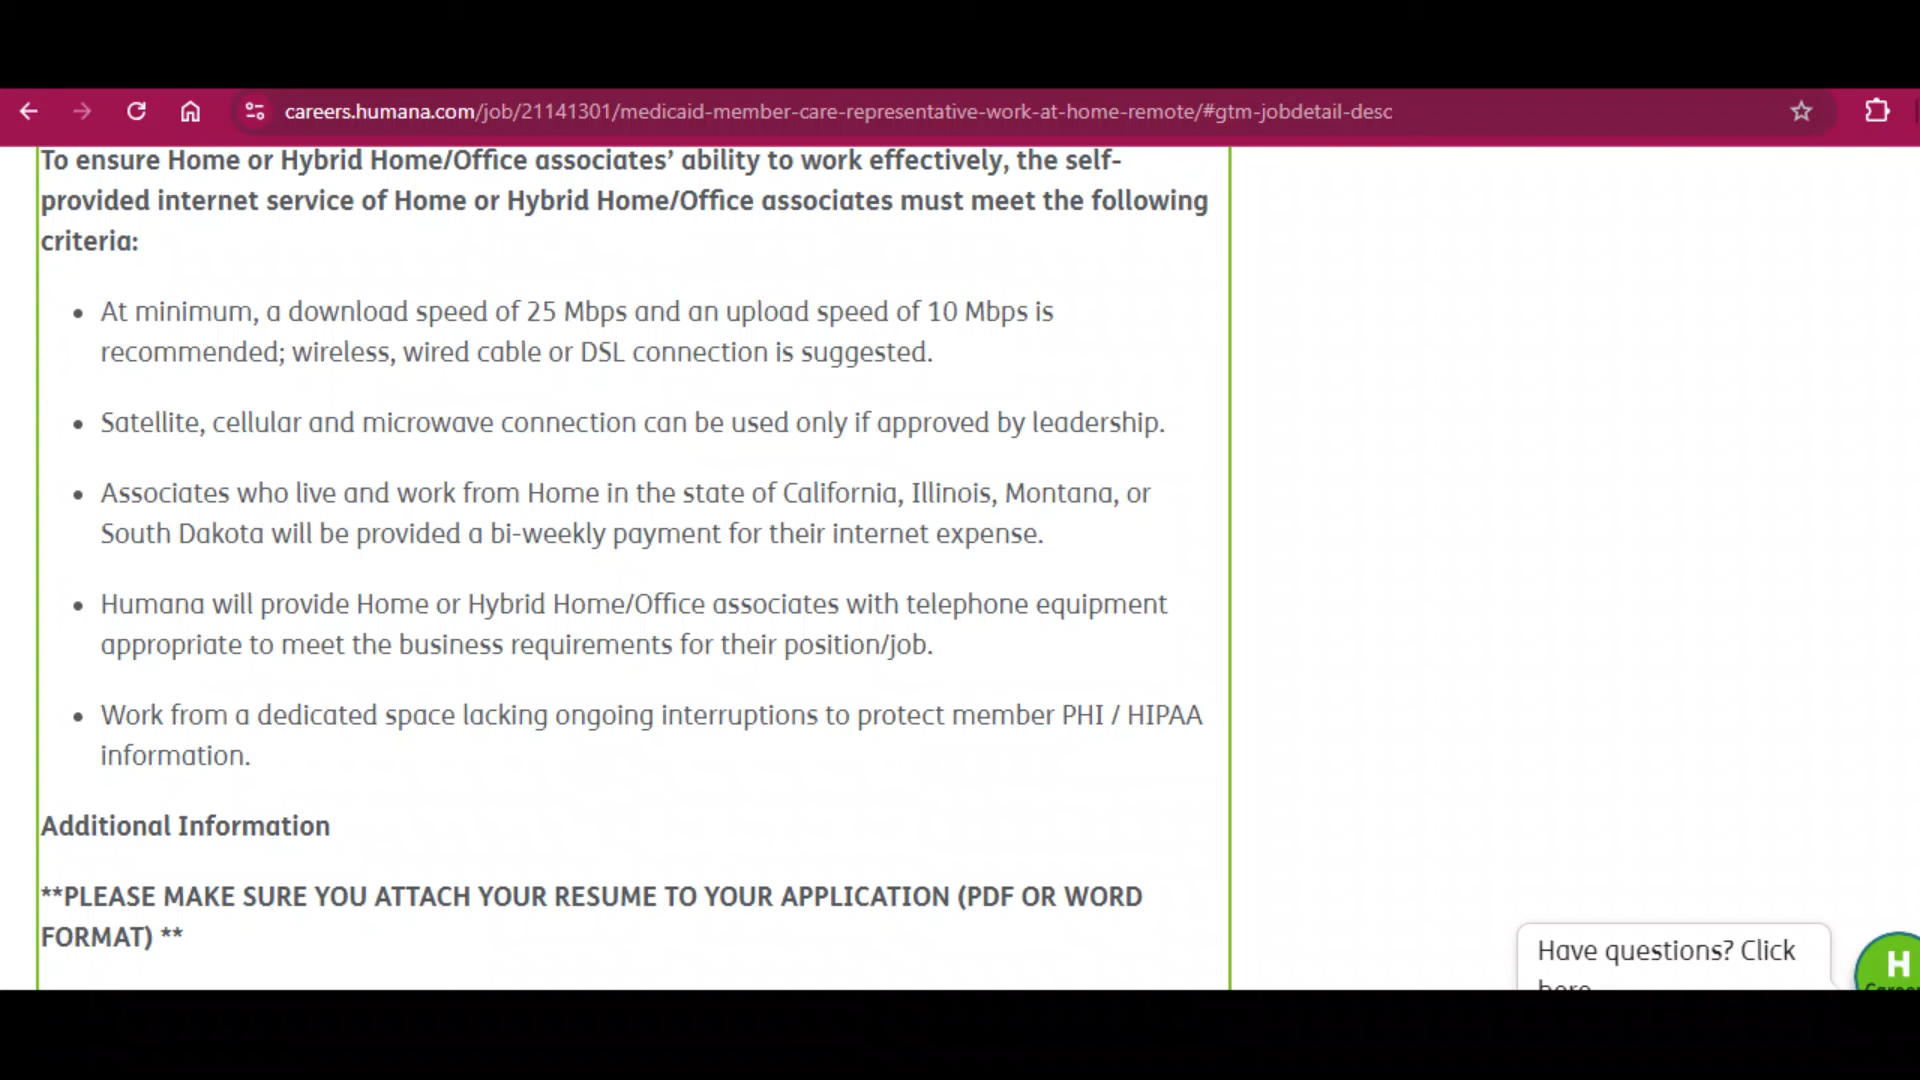 careers.humana.com/job/21141301/medicaid-member-care-representative-work-at-home-remote/#gtm-jobdetail-desc
To ensure Home or Hybrid Home/Office associates’ ability to work effectively, the self-
provided internet service of Home or Hybrid Home/Office associates must meet the following
criteria:
• At minimum, a download speed of 25 Mbps and an upload speed of 10 Mbps is
recommended; wireless, wired cable or DSL connection is suggested.
• Satellite, cellular and microwave connection can be used only if approved by leadership.
• Associates who live and work from Home in the state of California, Illinois, Montana, or
South Dakota will be provided a bi-weekly payment for their internet expense.
• Humana will provide Home or Hybrid Home/Office associates with telephone equipment
appropriate to meet the business requirements for their position/job.
• Work from a dedicated space lacking ongoing interruptions to protect member PHI / HIPAA
information.
Additional Information
**PLEASE MAKE SURE YOU ATTACH YOUR RESUME TO YOUR APPLICATION (PDF OR WORD
FORMAT) **
Have questions? Click
here
H